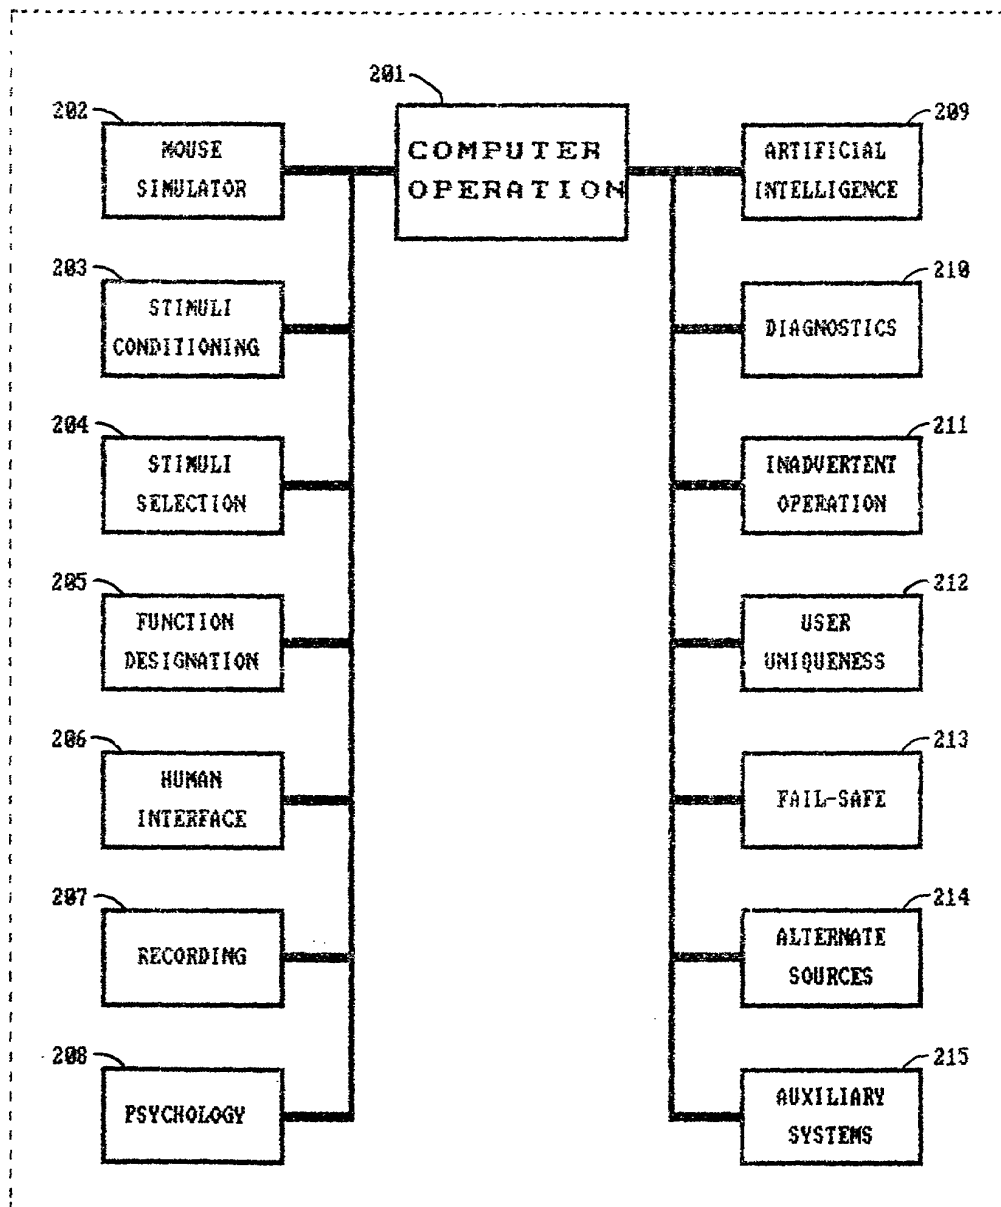 201
COMPUTER
OPERATION
202
MOUSE
SIMULATOR
203
STIMULI
CONDITIONING
204
STIMULI
SELECTION
205
FUNCTION
DESIGNATION
206
HUMAN
INTERFACE
207
RECORDING
208
PSYCHOLOGY
209
ARTIFICIAL
INTELLIGENCE
210
DIAGNOSTICS
211
INADVERTENT
OPERATION
212
USER
UNIQUENESS
213
FAIL-SAFE
214
ALTERNATE
SOURCES
215
AUXILIARY
SYSTEMS